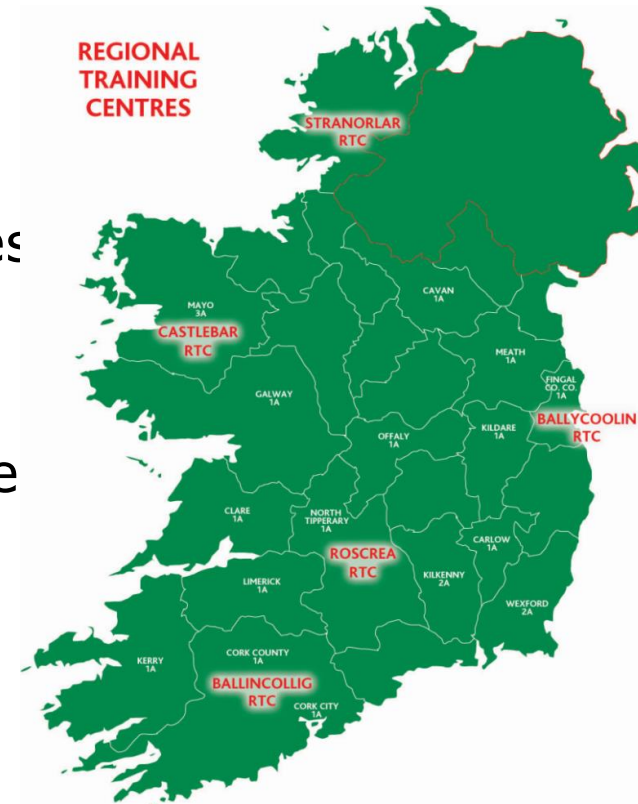 REGIONAL
TRAINING
CENTRES
STRANORLAR
RTC
es
CAVAN
1A
MAYO
3A
CASTLEBAR
RTC
MEATH
1A
FINGAL
CO. CO.
1A
GALWAY
1A
BALLYCOOLIN
RTC
OFFALY
1A
KILDARE
1A
e
CLARE
1A
NORTH
TIPPERARY
1A
CARLOW
1A
ROSCREA
RTC
LIMERICK
1A
KILKENNY
2A
WEXFORD
2A
KERRY
1A
CORK COUNTY
1A
BALLINCOLLIG
RTC
CORK CITY
1A